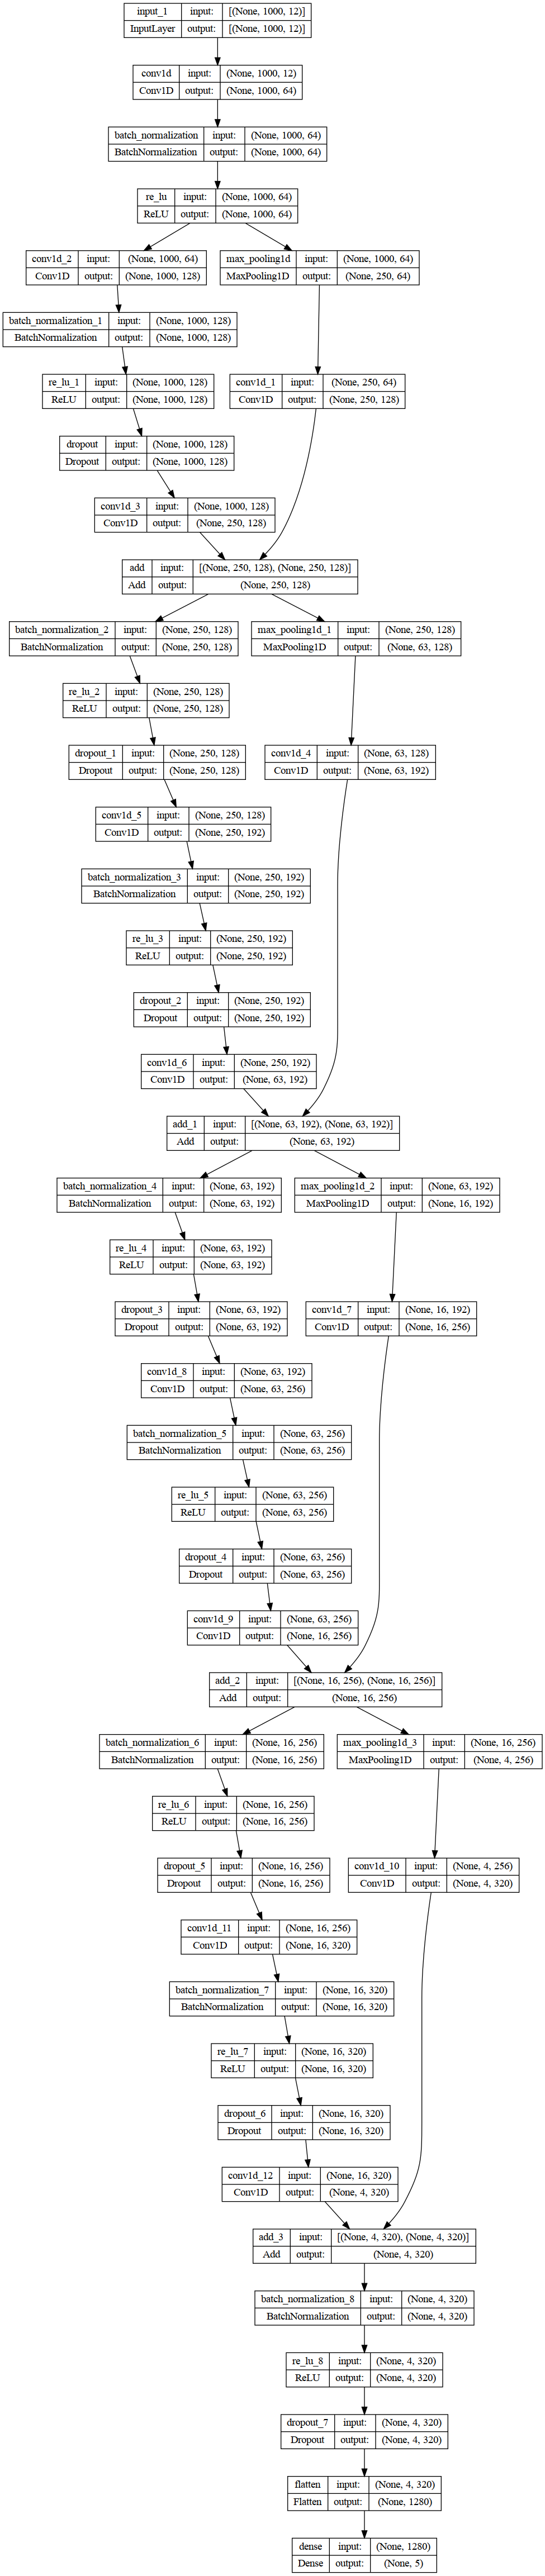 input_1 input: [(None, 1000, 12)]
InputLayer output: [(None, 1000, 12)]
conv1d input: (None, 1000, 12)
Conv1D output: (None, 1000, 64)
batch_normalization input: (None, 1000, 64)
BatchNormalization output: (None, 1000, 64)
re_lu input: (None, 1000, 64)
ReLU output: (None, 1000, 64)
conv1d_2 input: (None, 1000, 64)
Conv1D output: (None, 1000, 128)
max_pooling1d input: (None, 1000, 64)
MaxPooling1D output: (None, 250, 64)
batch_normalization_1 input: (None, 1000, 128)
BatchNormalization output: (None, 1000, 128)
re_lu_1 input: (None, 1000, 128)
ReLU output: (None, 1000, 128)
conv1d_1 input: (None, 250, 64)
Conv1D output: (None, 250, 128)
dropout input: (None, 1000, 128)
Dropout output: (None, 1000, 128)
conv1d_3 input: (None, 1000, 128)
Conv1D output: (None, 250, 128)
add input: [(None, 250, 128), (None, 250, 128)]
Add output: (None, 250, 128)
batch_normalization_2 input: (None, 250, 128)
BatchNormalization output: (None, 250, 128)
max_pooling1d_1 input: (None, 250, 128)
MaxPooling1D output: (None, 63, 128)
re_lu_2 input: (None, 250, 128)
ReLU output: (None, 250, 128)
dropout_1 input: (None, 250, 128)
Dropout output: (None, 250, 128)
conv1d_4 input: (None, 63, 128)
Conv1D output: (None, 63, 192)
conv1d_5 input: (None, 250, 128)
Conv1D output: (None, 250, 192)
batch_normalization_3 input: (None, 250, 192)
BatchNormalization output: (None, 250, 192)
re_lu_3 input: (None, 250, 192)
ReLU output: (None, 250, 192)
dropout_2 input: (None, 250, 192)
Dropout output: (None, 250, 192)
conv1d_6 input: (None, 250, 192)
Conv1D output: (None, 63, 192)
add_1 input: [(None, 63, 192), (None, 63, 192)]
Add output: (None, 63, 192)
batch_normalization_4 input: (None, 63, 192)
BatchNormalization output: (None, 63, 192)
max_pooling1d_2 input: (None, 63, 192)
MaxPooling1D output: (None, 16, 192)
re_lu_4 input: (None, 63, 192)
ReLU output: (None, 63, 192)
dropout_3 input: (None, 63, 192)
Dropout output: (None, 63, 192)
conv1d_7 input: (None, 16, 192)
Conv1D output: (None, 16, 256)
conv1d_8 input: (None, 63, 192)
Conv1D output: (None, 63, 256)
batch_normalization_5 input: (None, 63, 256)
BatchNormalization output: (None, 63, 256)
re_lu_5 input: (None, 63, 256)
ReLU output: (None, 63, 256)
dropout_4 input: (None, 63, 256)
Dropout output: (None, 63, 256)
conv1d_9 input: (None, 63, 256)
Conv1D output: (None, 16, 256)
add_2 input: [(None, 16, 256), (None, 16, 256)]
Add output: (None, 16, 256)
batch_normalization_6 input: (None, 16, 256)
BatchNormalization output: (None, 16, 256)
max_pooling1d_3 input: (None, 16, 256)
MaxPooling1D output: (None, 4, 256)
re_lu_6 input: (None, 16, 256)
ReLU output: (None, 16, 256)
dropout_5 input: (None, 16, 256)
Dropout output: (None, 16, 256)
conv1d_10 input: (None, 4, 256)
Conv1D output: (None, 4, 320)
conv1d_11 input: (None, 16, 256)
Conv1D output: (None, 16, 320)
batch_normalization_7 input: (None, 16, 320)
BatchNormalization output: (None, 16, 320)
re_lu_7 input: (None, 16, 320)
ReLU output: (None, 16, 320)
dropout_6 input: (None, 16, 320)
Dropout output: (None, 16, 320)
conv1d_12 input: (None, 16, 320)
Conv1D output: (None, 4, 320)
add_3 input: [(None, 4, 320), (None, 4, 320)]
Add output: (None, 4, 320)
batch_normalization_8 input: (None, 4, 320)
BatchNormalization output: (None, 4, 320)
re_lu_8 input: (None, 4, 320)
ReLU output: (None, 4, 320)
dropout_7 input: (None, 4, 320)
Dropout output: (None, 4, 320)
flatten input: (None, 4, 320)
Flatten output: (None, 1280)
dense input: (None, 1280)
Dense output: (None, 5)